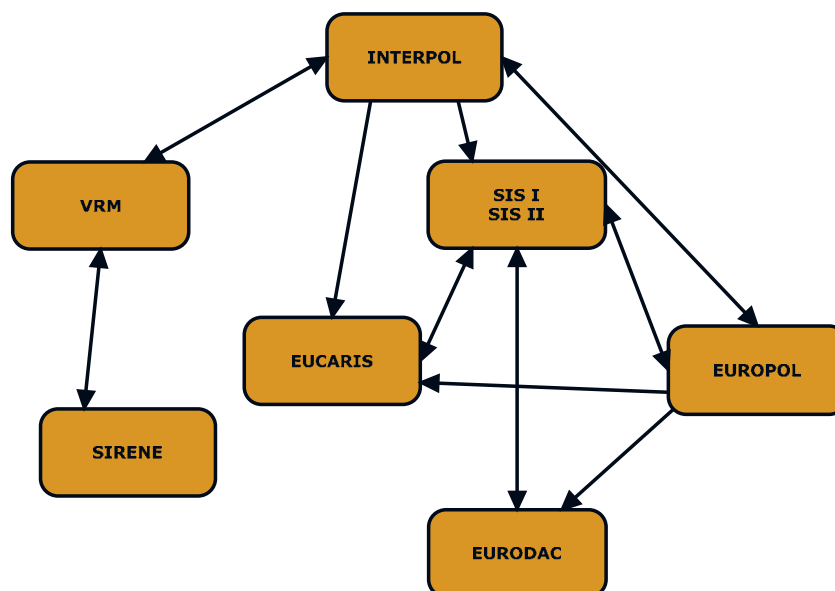 INTERPOL
VRM
SIS I
SIS II
EUCARIS
EUROPOL
SIRENE
EURODAC